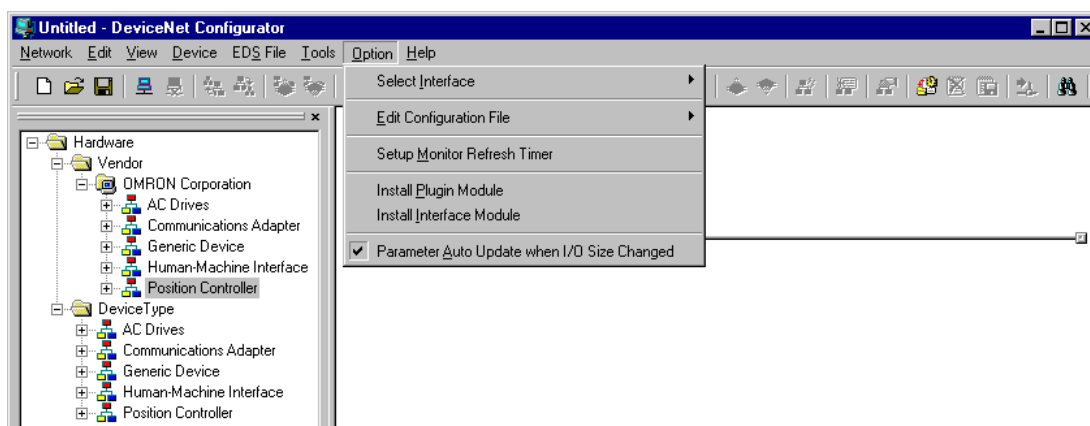 Untitled - DeviceNet Configurator
Network Edit View Device EDS File Tools Option Help
Select Interface
Edit Configuration File
Setup Monitor Refresh Timer
Install Plugin Module
Install Interface Module
Parameter Auto Update when I/O Size Changed
Hardware
Vendor
OMRON Corporation
AC Drives
Communications Adapter
Generic Device
Human-Machine Interface
Position Controller
DeviceType
AC Drives
Communications Adapter
Generic Device
Human-Machine Interface
Position Controller